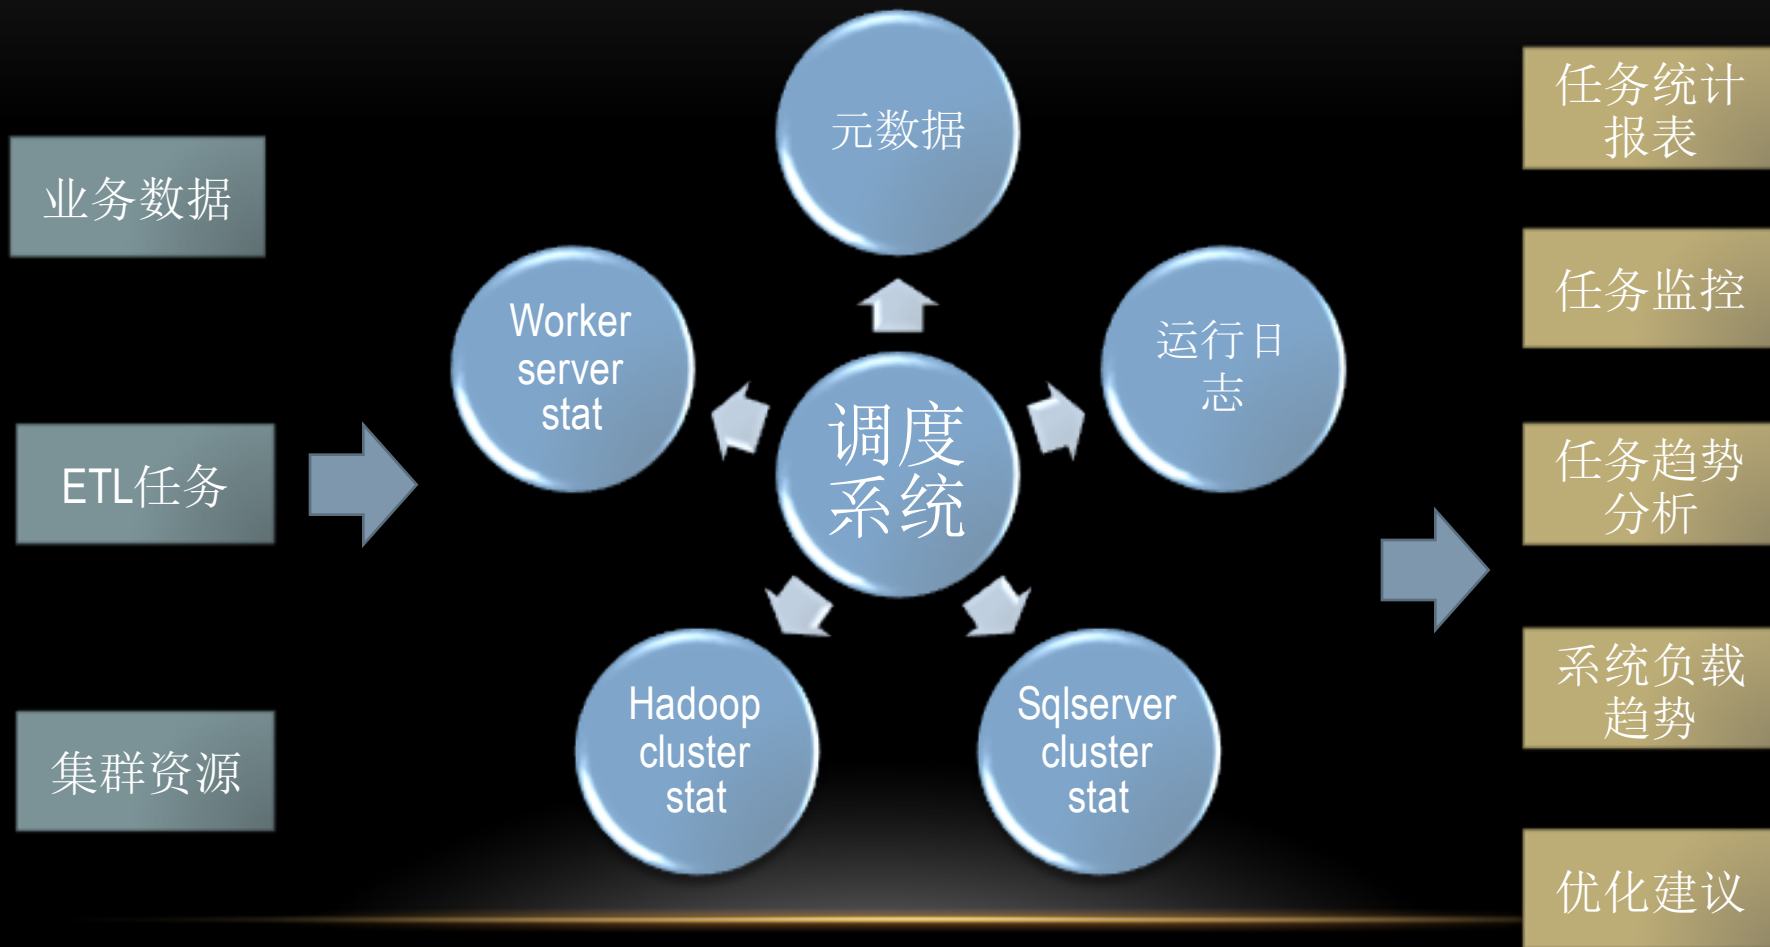 业务数据
ETL任务
集群资源
元数据
Worker
server
stat
运行日
志
调度
系统
Hadoop
cluster
stat
Sqlserver
cluster
stat
任务统计
报表
任务监控
任务趋势
分析
系统负载
趋势
优化建议